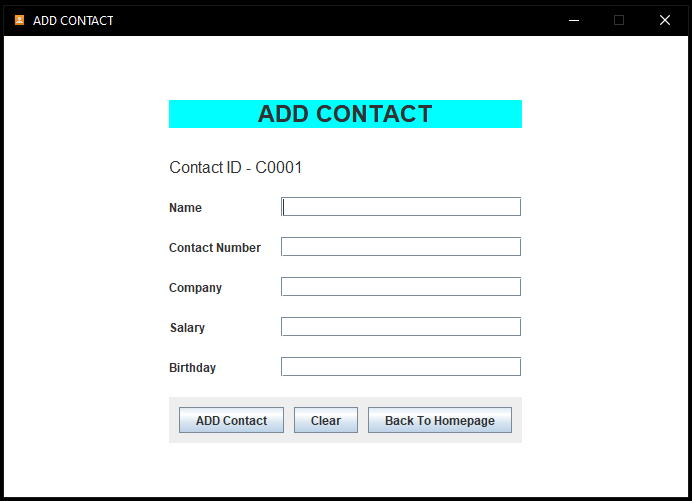 ADD CONTACT
ADD CONTACT
Contact ID - C0001
Name
Contact Number
Company
Salary
Birthday
ADD Contact Clear Back To Homepage